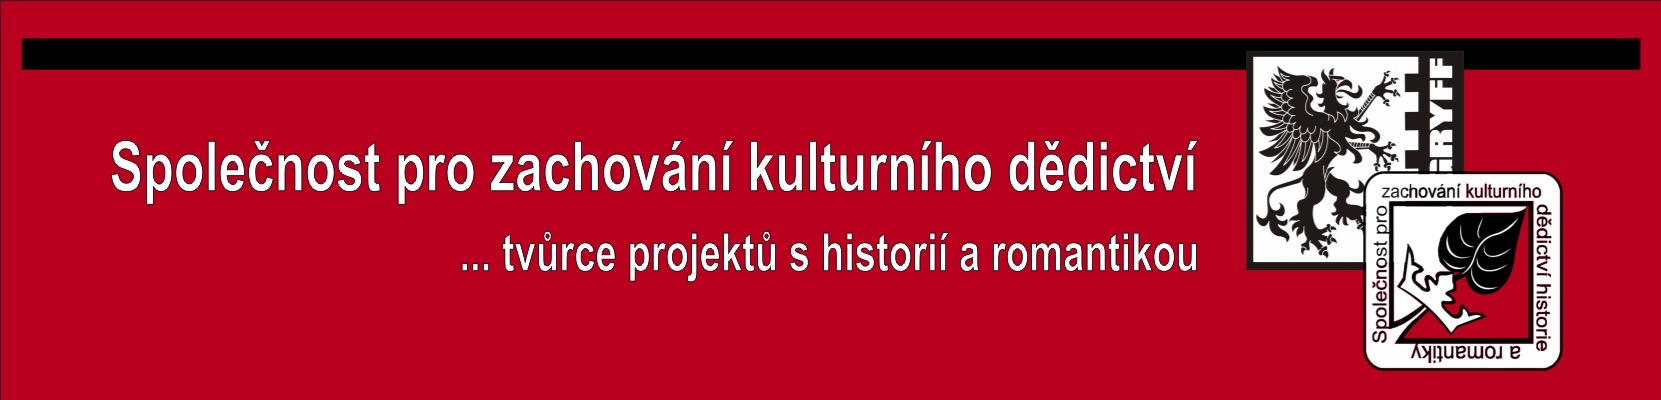 Společnost pro zachování kulturního dědictví
... tvůrce projektů s historií a romantikou
GRYFF
Společnost pro
zachování kulturního
dědictví historie
a romantiky